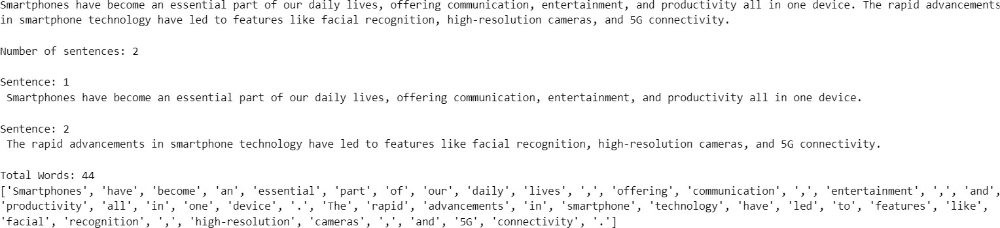 Smartphones have become an essential part of our daily lives, offering communication, entertainment, and productivity all in one device. The rapid advancements
in smartphone technology have led to features like facial recognition, high-resolution cameras, and 5G connectivity.
Number of sentences: 2
Sentence: 1
Smartphones have become an essential part of our daily lives, offering communication, entertainment, and productivity all in one device.
Sentence: 2
The rapid advancements in smartphone technology have led to features like facial recognition, high-resolution cameras, and 5G connectivity.
Total Words: 44
['Smartphones', 'have', 'become', 'an', 'essential', 'part', 'of', 'our', 'daily', 'lives', ',', 'offering', 'communication', ',', 'entertainment', ',', 'and',
'productivity', 'all', 'in', 'one', 'device', '.', 'The', 'rapid', 'advancements', 'in', 'smartphone', 'technology', 'have', 'led', 'to', 'features', 'like',
'facial', 'recognition', ',', 'high-resolution', 'cameras', ',', 'and', '5G', 'connectivity', '.']